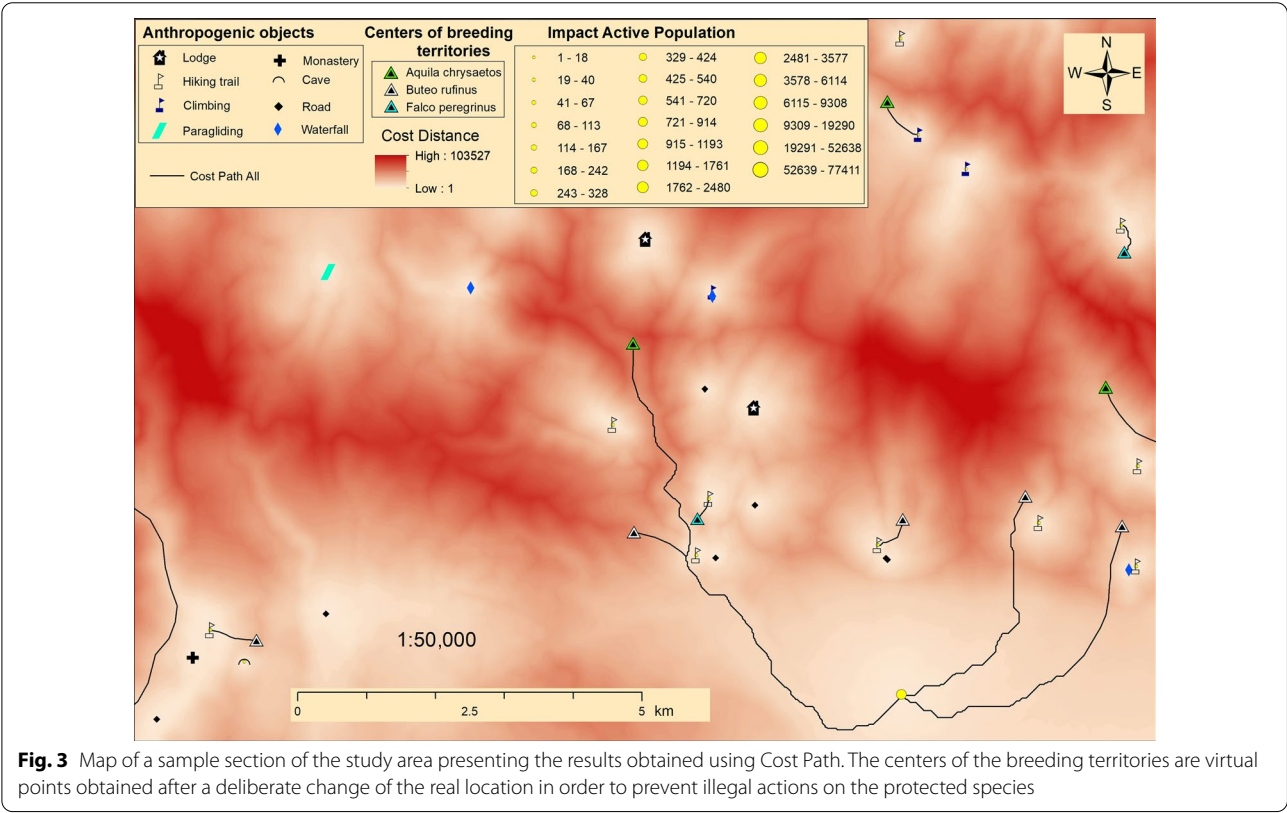 Anthropogenic objects
Lodge
Monastery
Hiking trail
Cave
Climbing
Road
Paragliding
Waterfall
Cost Path All
Centers of breeding
territories
Aquila chrysaetos
Buteo rufinus
Falco peregrinus
Cost Distance
High : 103527
Low : 1
Impact Active Population
1 - 18
19 - 40
41 - 67
68 - 113
114 - 167
168 - 242
243 - 328
329 - 424
425 - 540
541 - 720
721 - 914
915 - 1193
1194 - 1761
1762 - 2480
2481 - 3577
3578 - 6114
6115 - 9308
9309 - 19290
19291 - 52638
52639 - 77411
N
W E
S
1:50,000
0 2.5 5 km
Fig. 3 Map of a sample section of the study area presenting the results obtained using Cost Path. The centers of the breeding territories are virtual
points obtained after a deliberate change of the real location in order to prevent illegal actions on the protected species